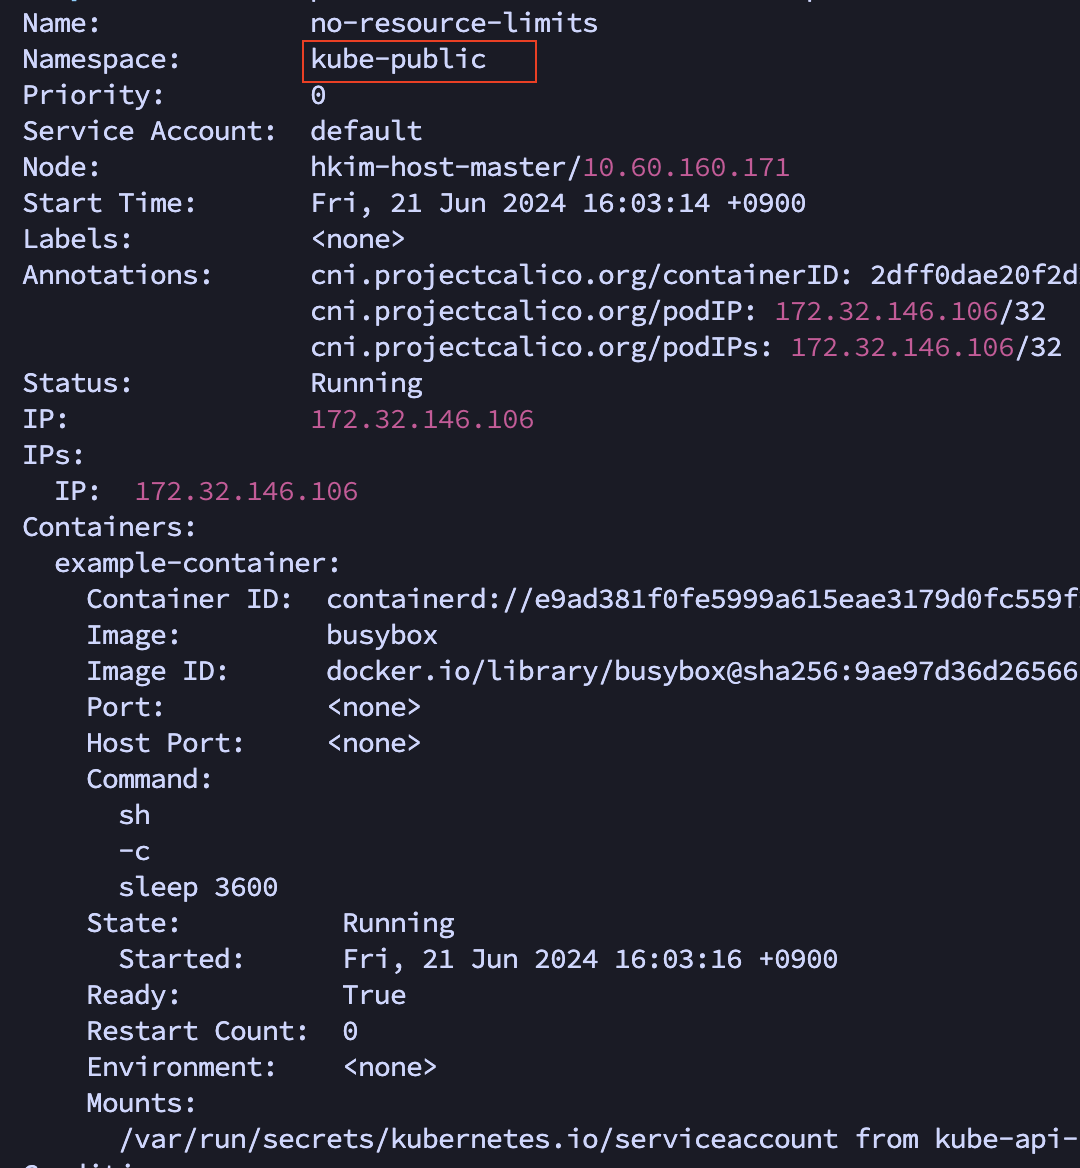 Name:             no-resource-limits
Namespace:        kube-public
Priority:         0
Service Account:  default
Node:             hkim-host-master/10.60.160.171
Start Time:       Fri, 21 Jun 2024 16:03:14 +0900
Labels:           <none>
Annotations:      cni.projectcalico.org/containerID: 2dff0dae20f2d
                  cni.projectcalico.org/podIP: 172.32.146.106/32
                  cni.projectcalico.org/podIPs: 172.32.146.106/32
Status:           Running
IP:               172.32.146.106
IPs:
  IP:  172.32.146.106
Containers:
  example-container:
    Container ID:  containerd://e9ad381f0fe5999a615eae3179d0fc559f
    Image:         busybox
    Image ID:      docker.io/library/busybox@sha256:9ae97d36d26566
    Port:          <none>
    Host Port:     <none>
    Command:
      sh
      -c
      sleep 3600
    State:          Running
      Started:      Fri, 21 Jun 2024 16:03:16 +0900
    Ready:          True
    Restart Count:  0
    Environment:    <none>
    Mounts:
      /var/run/secrets/kubernetes.io/serviceaccount from kube-api-